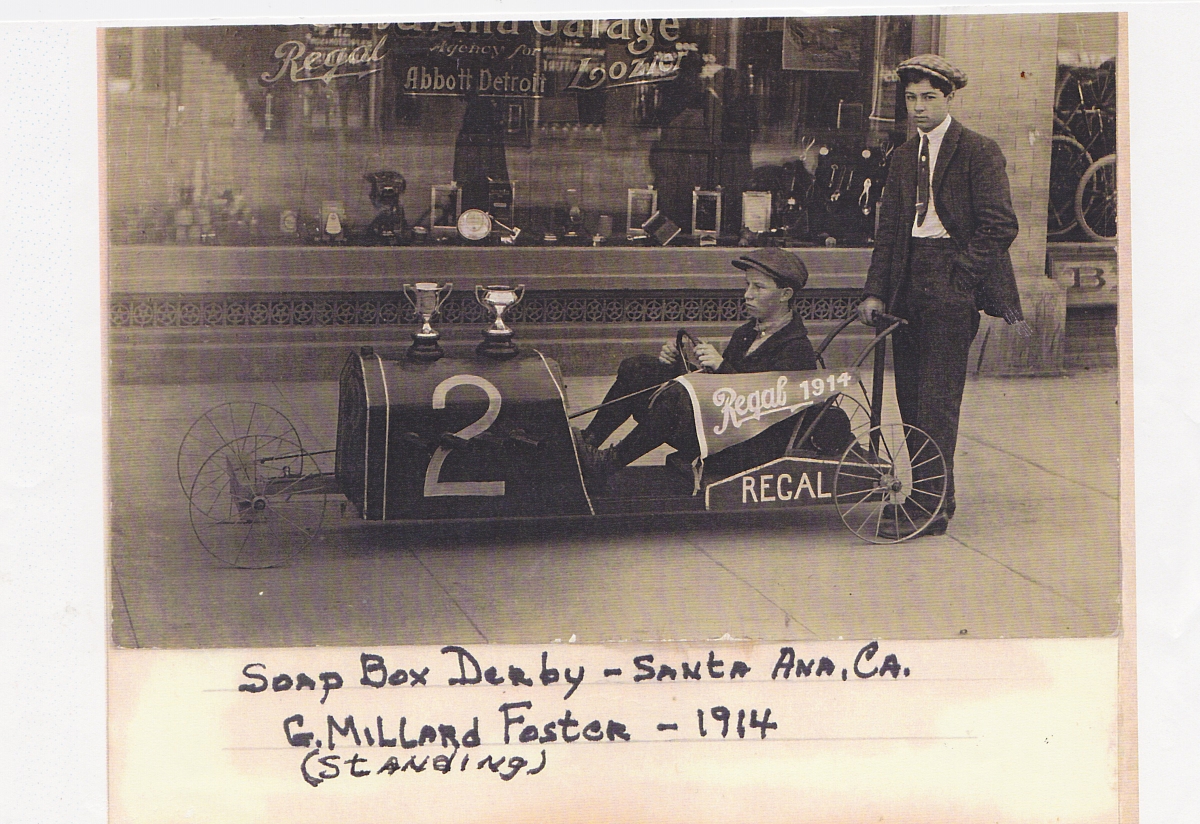 Ana Garage
Regal
Agency for
Abbott Detroit
Lozier
2
Regal 1914
REGAL
B
Soap Box Derby - Santa Ana, Ca.
G. Millard Foster - 1914
(Standing)